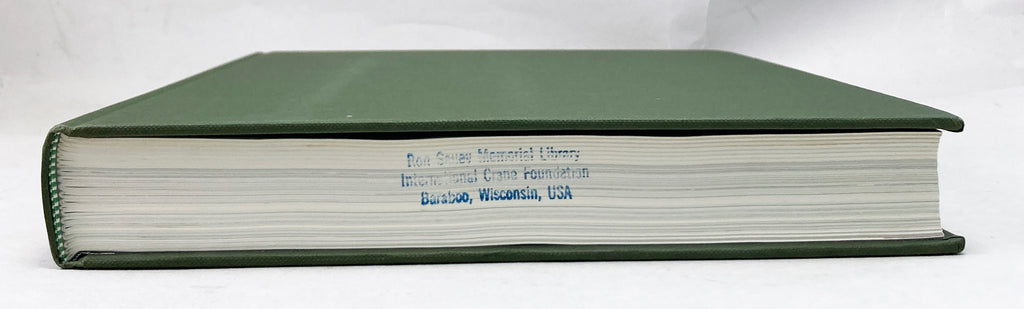 Ron Sauey Memorial Library
International Crane Foundation
Baraboo, Wisconsin, USA